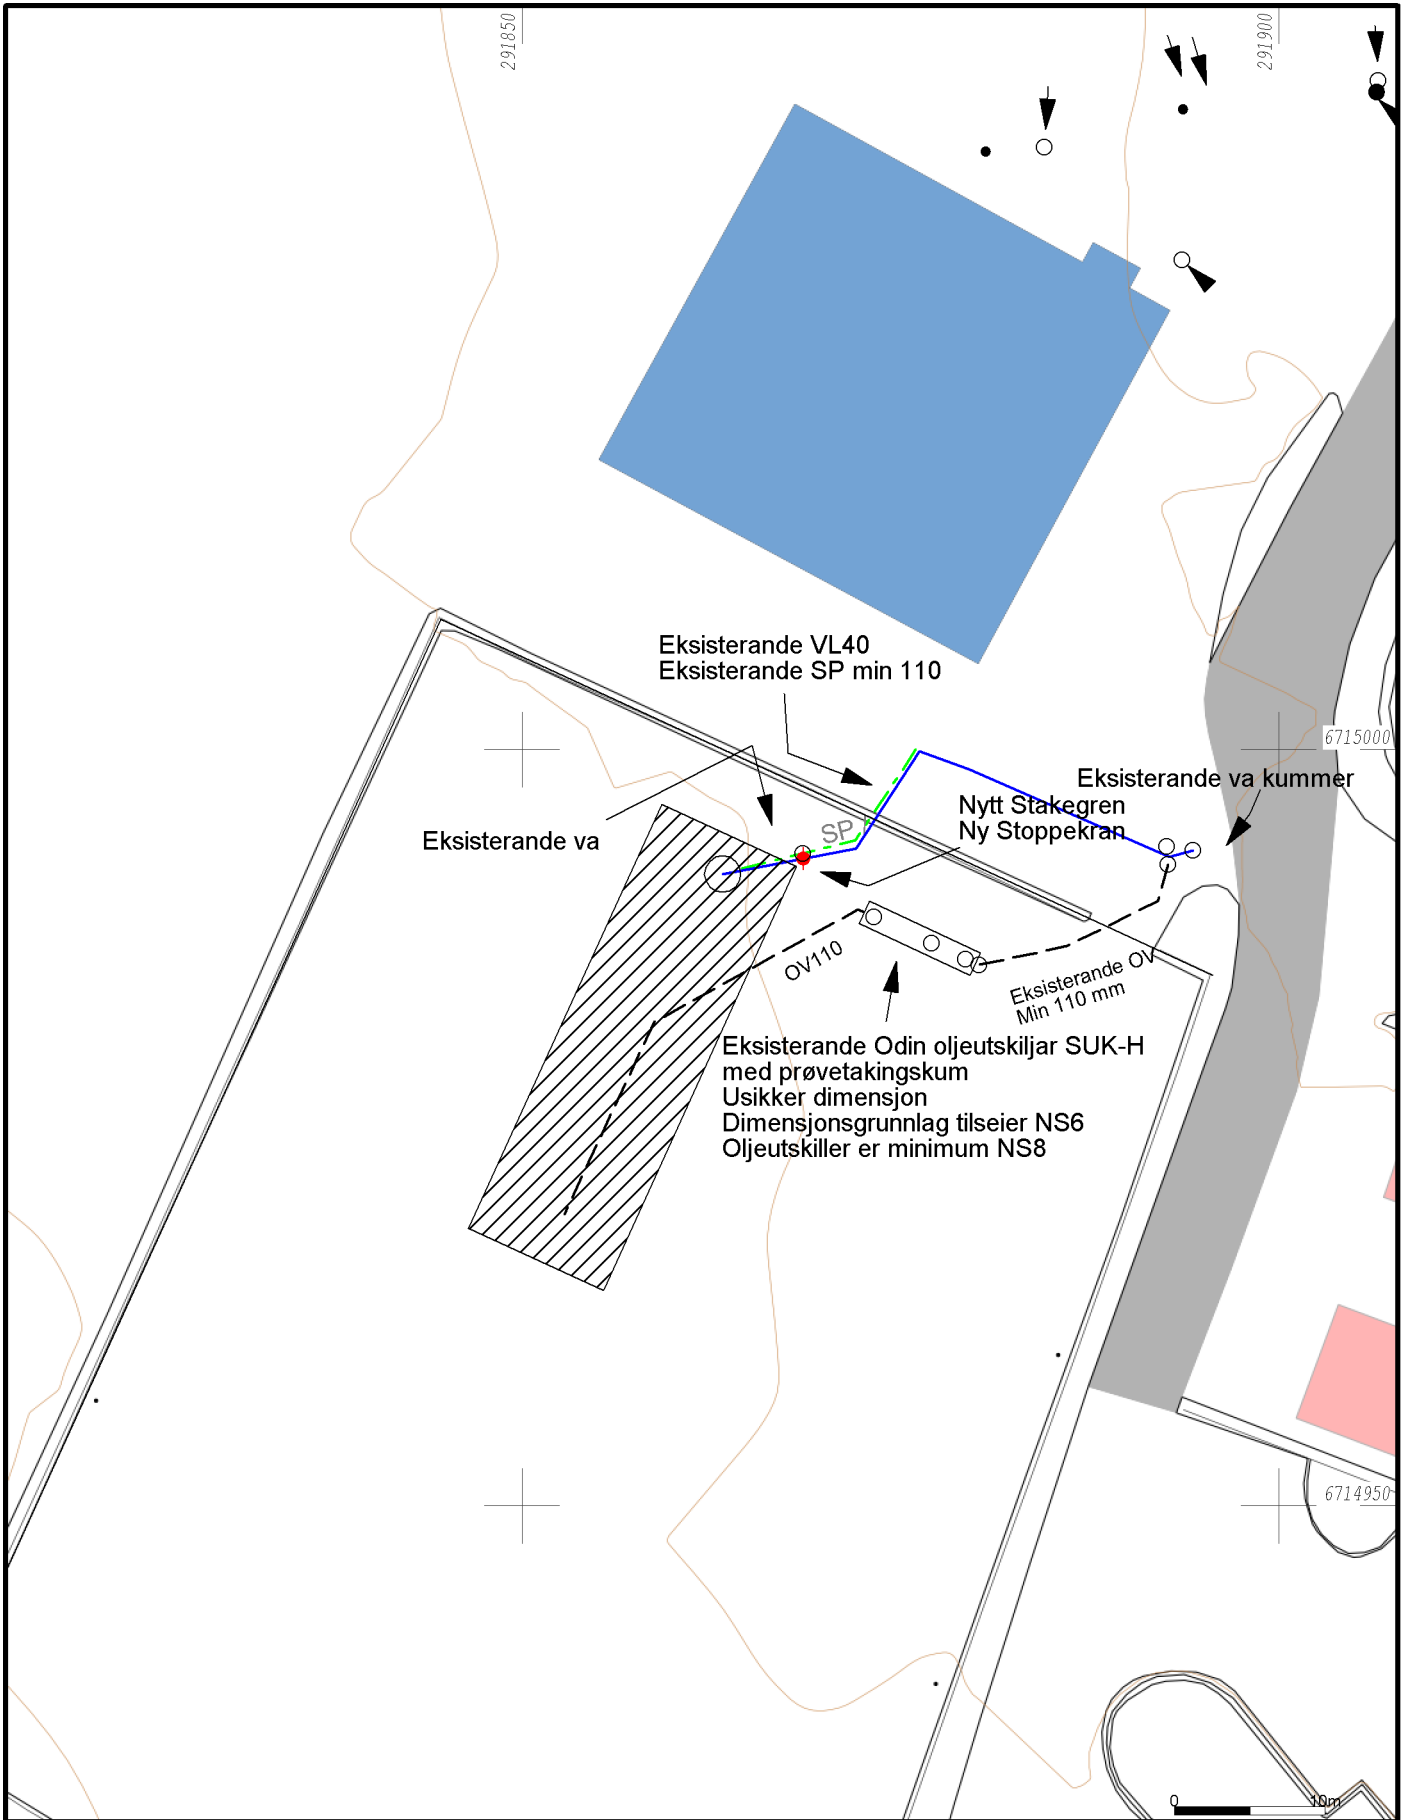 291850
291900
Eksisterande VL40
Eksisterande SP min 110
6715000
Eksisterande va kummer
Nytt Stakegren
Ny Stoppekran
SP
Eksisterande va
OV110
Eksisterande OV
Min 110 mm
Eksisterande Odin oljeutskiljar SUK-H
med prøvetakingskum
Usikker dimensjon
Dimensjonsgrunnlag tilseier NS6
Oljeutskiller er minimum NS8
6714950
0 10m